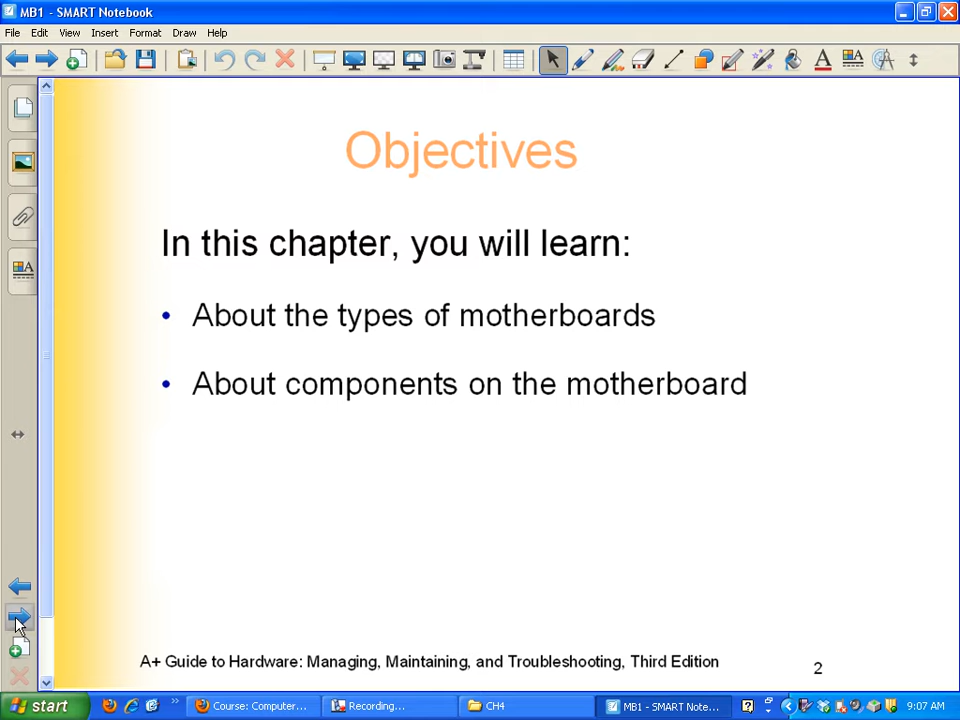 MB1 - SMART Notebook
File Edit View Insert Format Draw Help
Objectives
In this chapter, you will learn:
• About the types of motherboards
• About components on the motherboard
A+ Guide to Hardware: Managing, Maintaining, and Troubleshooting, Third Edition
2
start
Course: Computer...
Recording...
CH4
MB1 - SMART Note...
9:07 AM